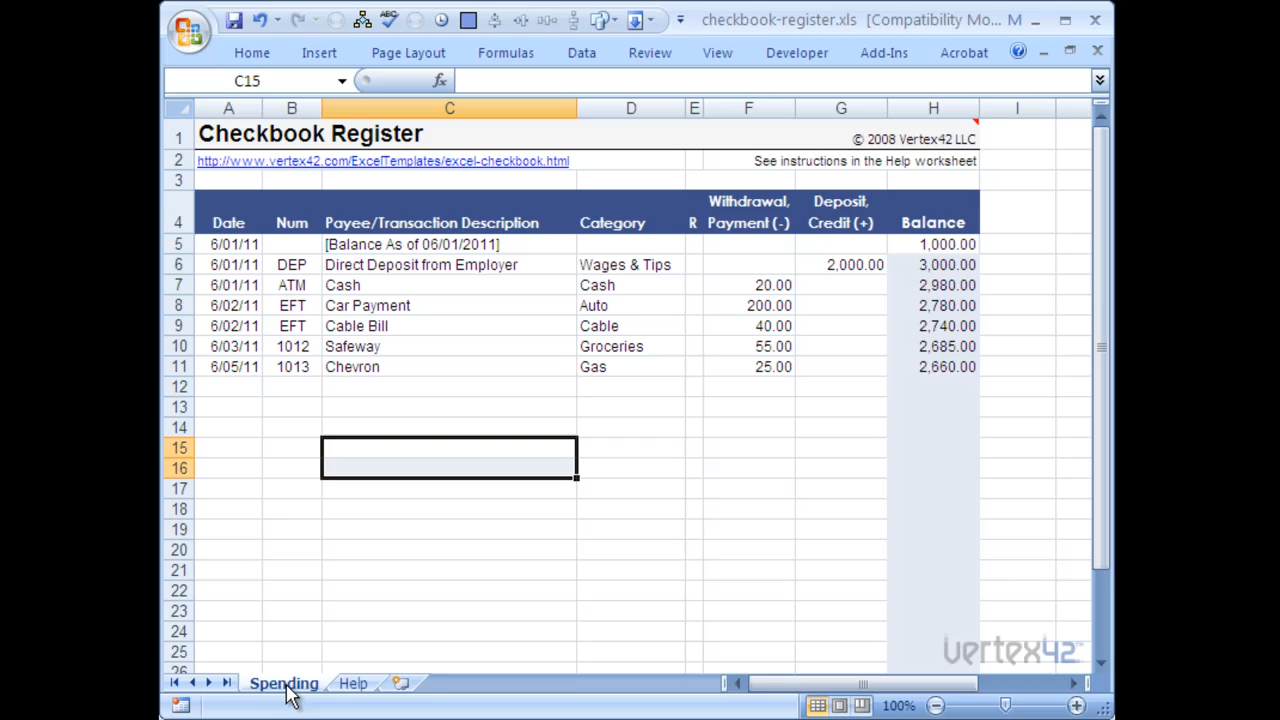 checkbook-register.xls [Compatibility Mo... M
Home Insert Page Layout Formulas Data Review View Developer Add-Ins Acrobat
C15 fx
A B C D E F G H I
1 Checkbook Register © 2008 Vertex42 LLC
2 http://www.vertex42.com/ExcelTemplates/excel-checkbook.html See instructions in the Help worksheet
3
Withdrawal, Deposit,
4 Date Num Payee/Transaction Description Category R Payment (-) Credit (+) Balance
5 6/01/11 [Balance As of 06/01/2011] 1,000.00
6 6/01/11 DEP Direct Deposit from Employer Wages & Tips 2,000.00 3,000.00
7 6/01/11 ATM Cash Cash 20.00 2,980.00
8 6/02/11 EFT Car Payment Auto 200.00 2,780.00
9 6/02/11 EFT Cable Bill Cable 40.00 2,740.00
10 6/03/11 1012 Safeway Groceries 55.00 2,685.00
11 6/05/11 1013 Chevron Gas 25.00 2,660.00
12
13
14
15
16
17
18
19
20
21
22
23
24
25
26
vertex42
Spending Help
100%